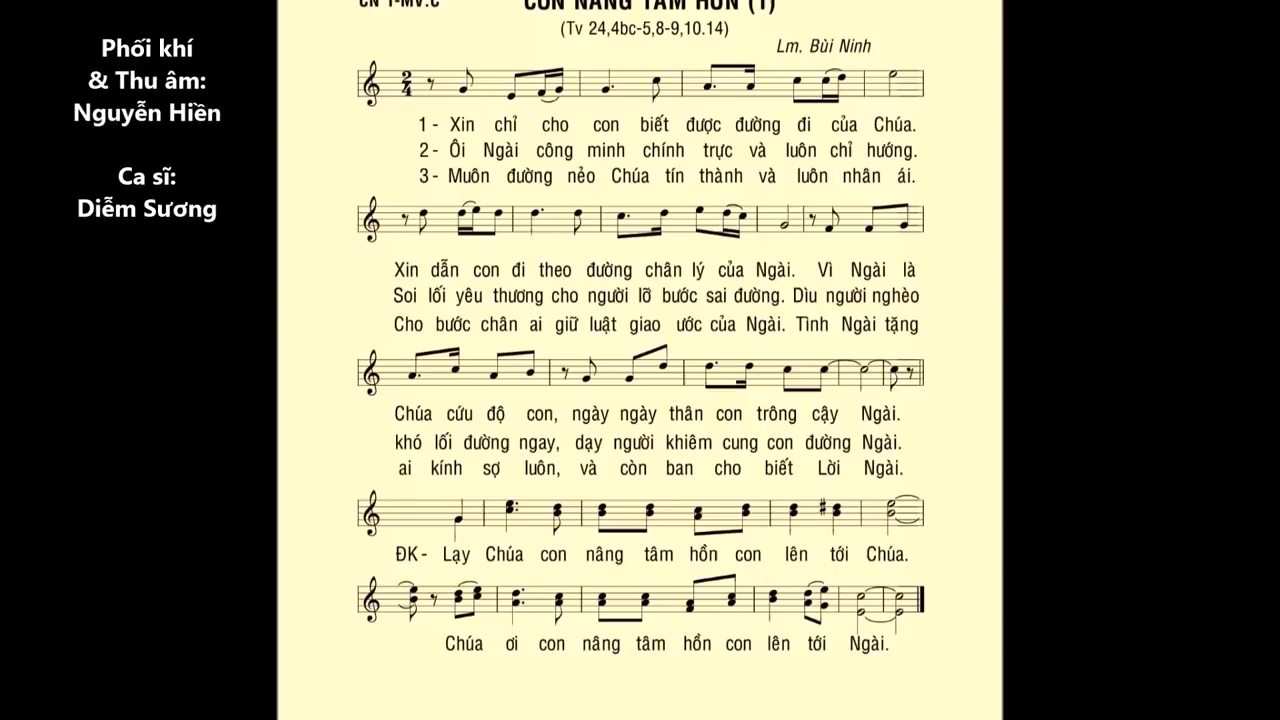 Phối khí
& Thu âm:
Nguyễn Hiền
Ca sĩ:
Diễm Sương
CN 1-MV.C
CON NÂNG TÂM HỒN (1)
(Tv 24,4bc-5,8-9,10.14)
Lm. Bùi Ninh
1- Xin chỉ cho con biết được đường đi của Chúa.
2- Ôi Ngài công minh chính trực và luôn chỉ hướng.
3- Muôn đường nẻo Chúa tín thành và luôn nhân ái.
Xin dẫn con đi theo đường chân lý của Ngài. Vì Ngài là
Soi lối yêu thương cho người lỡ bước sai đường. Dìu người nghèo
Cho bước chân ai giữ luật giao ước của Ngài. Tình Ngài tặng
Chúa cứu độ con, ngày ngày thân con trông cậy Ngài.
khó lối đường ngay, dạy người khiêm cung con đường Ngài.
ai kính sợ luôn, và còn ban cho biết Lời Ngài.
ĐK- Lạy Chúa con nâng tâm hồn con lên tới Chúa.
Chúa ơi con nâng tâm hồn con lên tới Ngài.